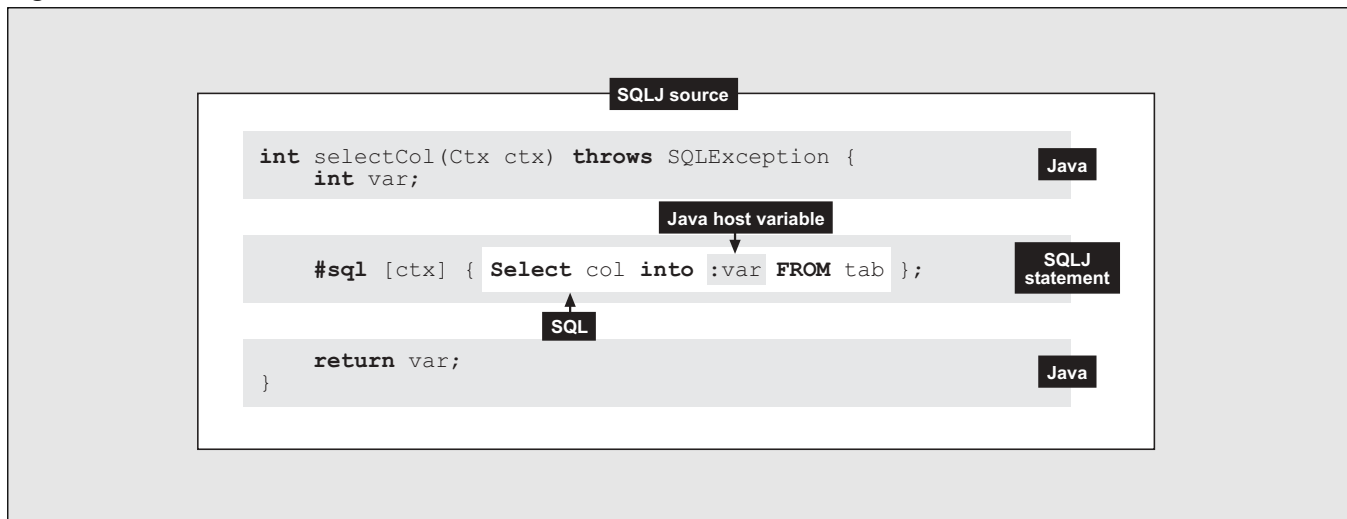 SQLJ source
int selectCol(Ctx ctx) throws SQLException {
int var;
Java
Java host variable
#sql [ctx] { Select col into :var FROM tab };
SQLJ
statement
SQL
return var;
}
Java